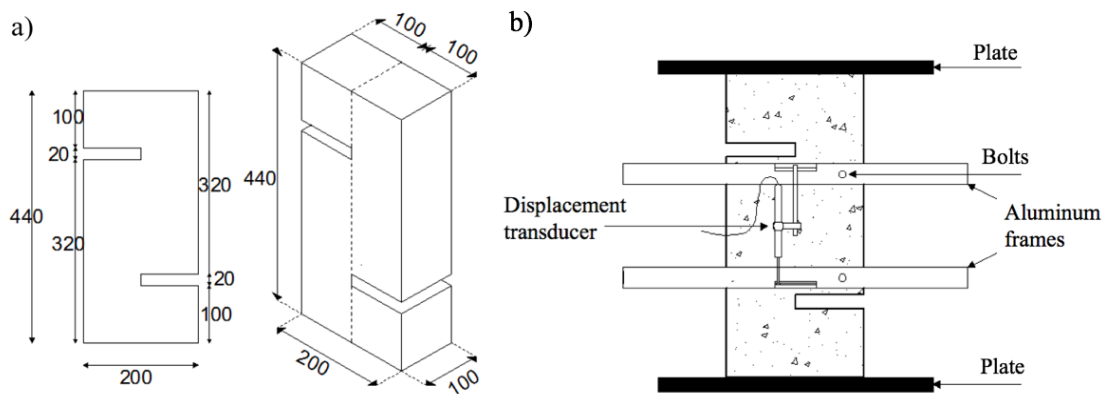 a)
100
20
440
320
320
20
100
200
100
100
440
200
100
b)
Plate
Bolts
Displacement
transducer
Aluminum
frames
Plate